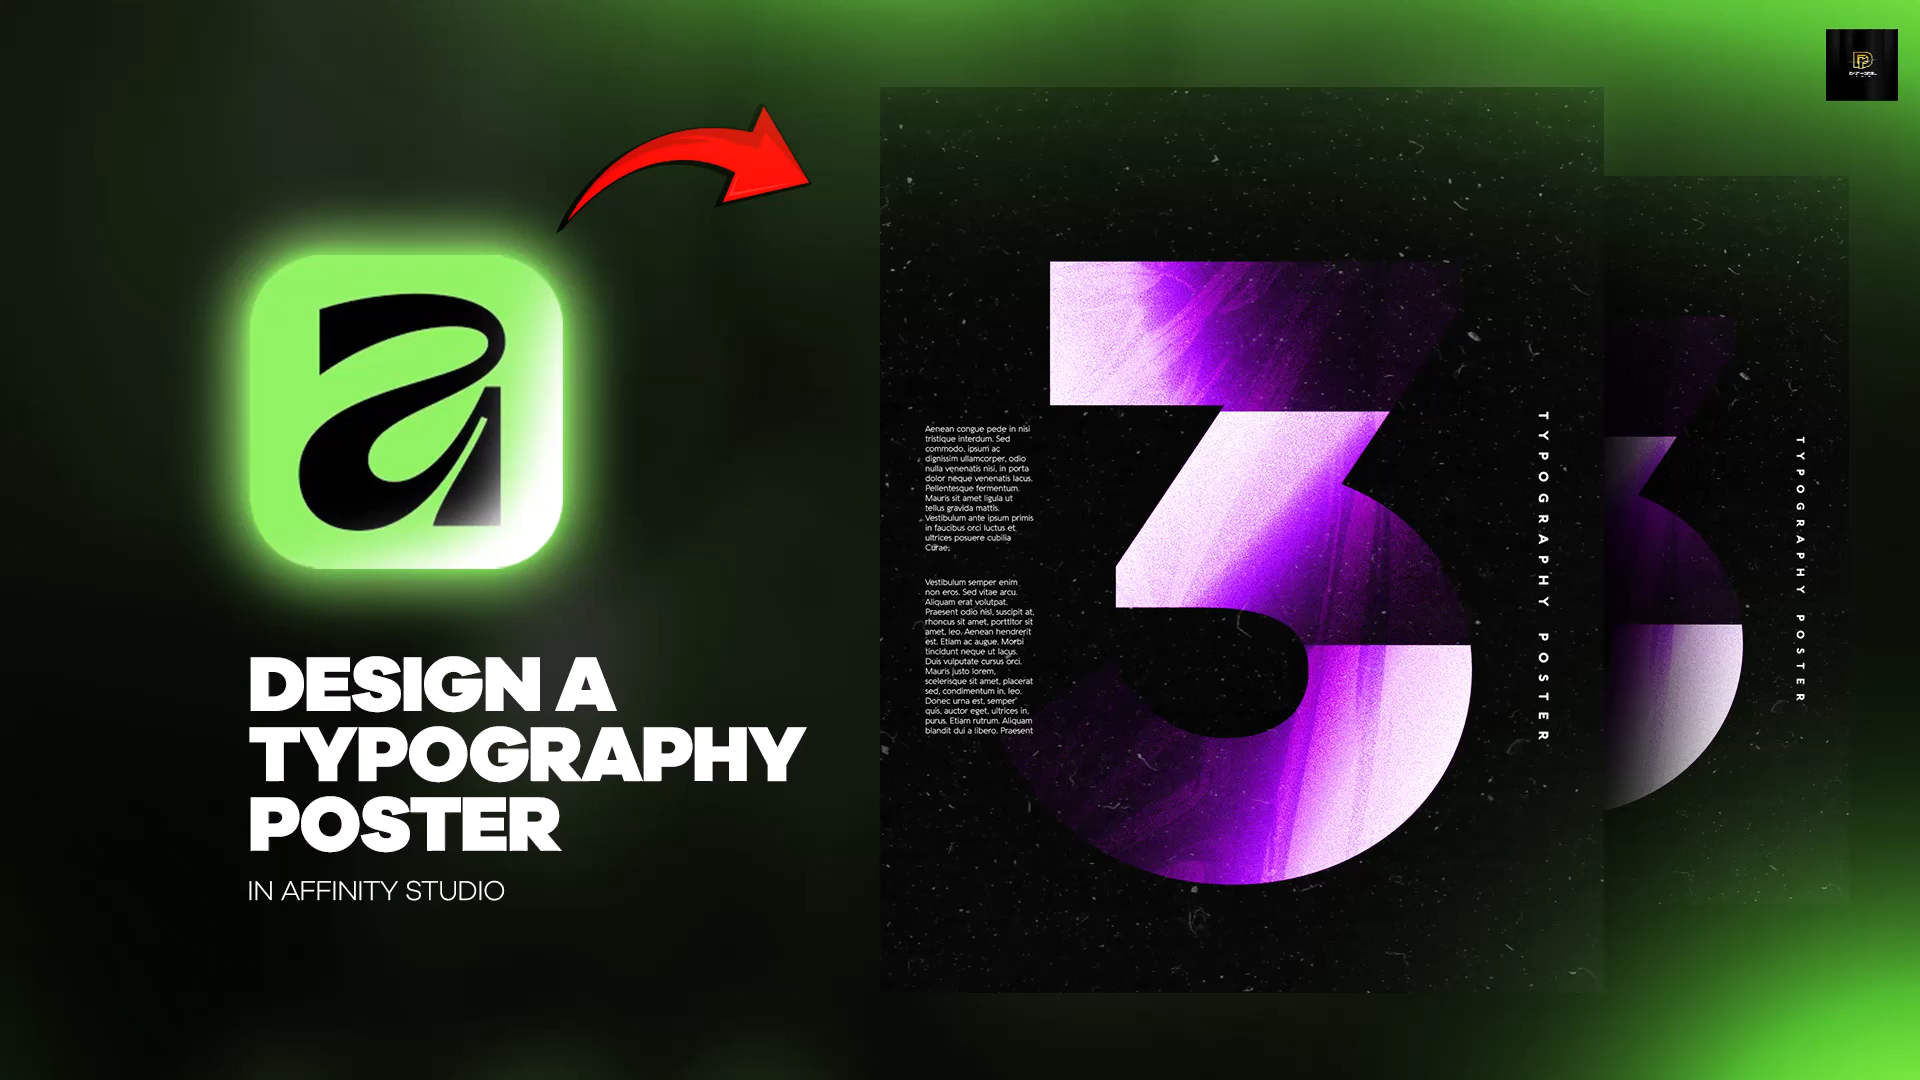 DESIGN A
TYPOGRAPHY
POSTER
IN AFFINITY STUDIO
a
3
Aenean congue pede in nisi
tristique interdum. Sed
commodo, ipsum ac
dignissim ullamcorper, odio
nulla venenatis nisi, in porta
dolor neque venenatis lacus.
Pellentesque fermentum.
Mauris sit amet ligula ut
tellus gravida mattis.
Vestibulum ante ipsum primis
in faucibus orci luctus et
ultrices posuere cubilia
Curae;
Vestibulum semper enim
non eros. Sed vitae arcu.
Aliquam erat volutpat.
Praesent odio nisl, suscipit at,
rhoncus sit amet, porttitor sit
amet, leo. Aenean hendrerit
est. Etiam ac augue. Morbi
tincidunt neque ut lacus.
Duis vulputate cursus orci.
Mauris justo lorem,
scelerisque sit amet, placerat
sed, condimentum in, leo.
Donec urna est, semper
quis, auctor eget, ultrices in,
purus. Etiam rutrum. Aliquam
blandit dui a libero. Praesent
TYPOGRAPHY POSTER
3
TYPOGRAPHY POSTER